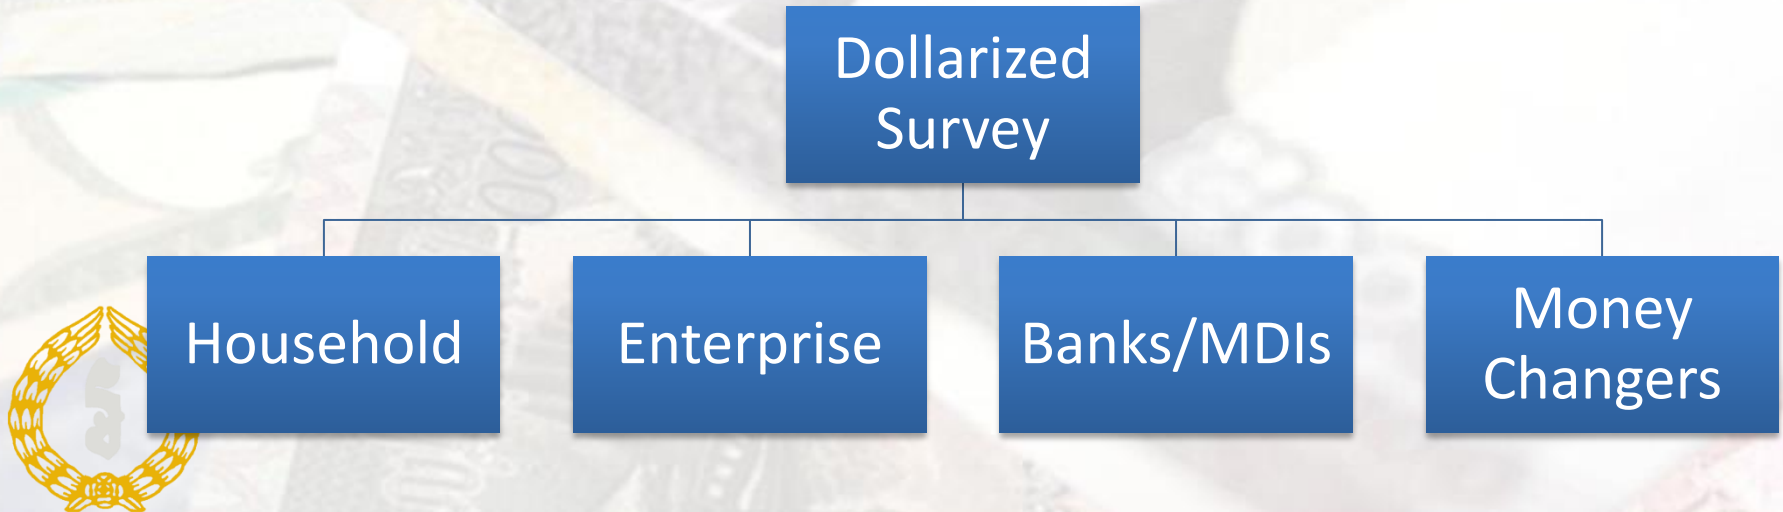 Dollarized
Survey
Household
Enterprise
Banks/MDIs
Money
Changers